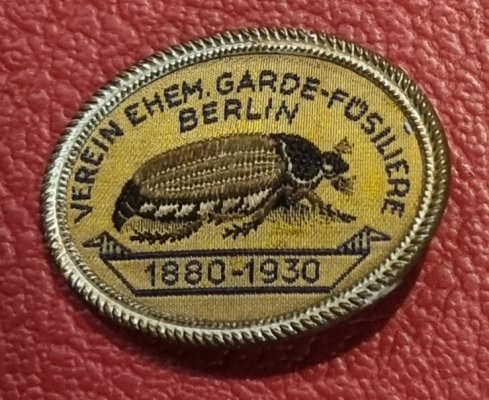 VEREIN EHEM. GARDE-FÜSILIERE
BERLIN
1880-1930